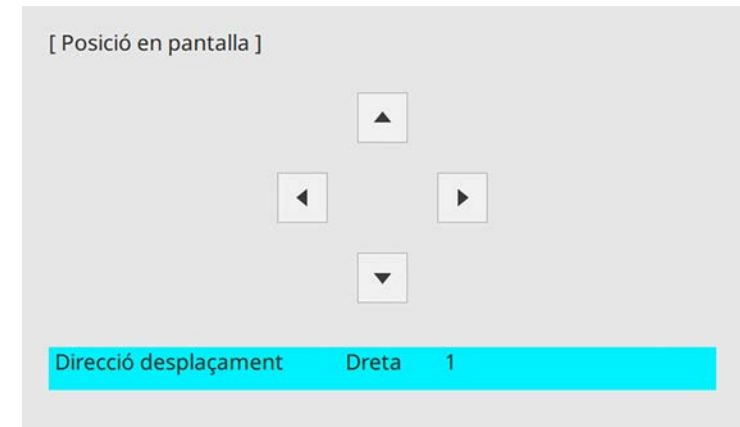 [ Posició en pantalla ]
Direcció desplaçament Dreta 1